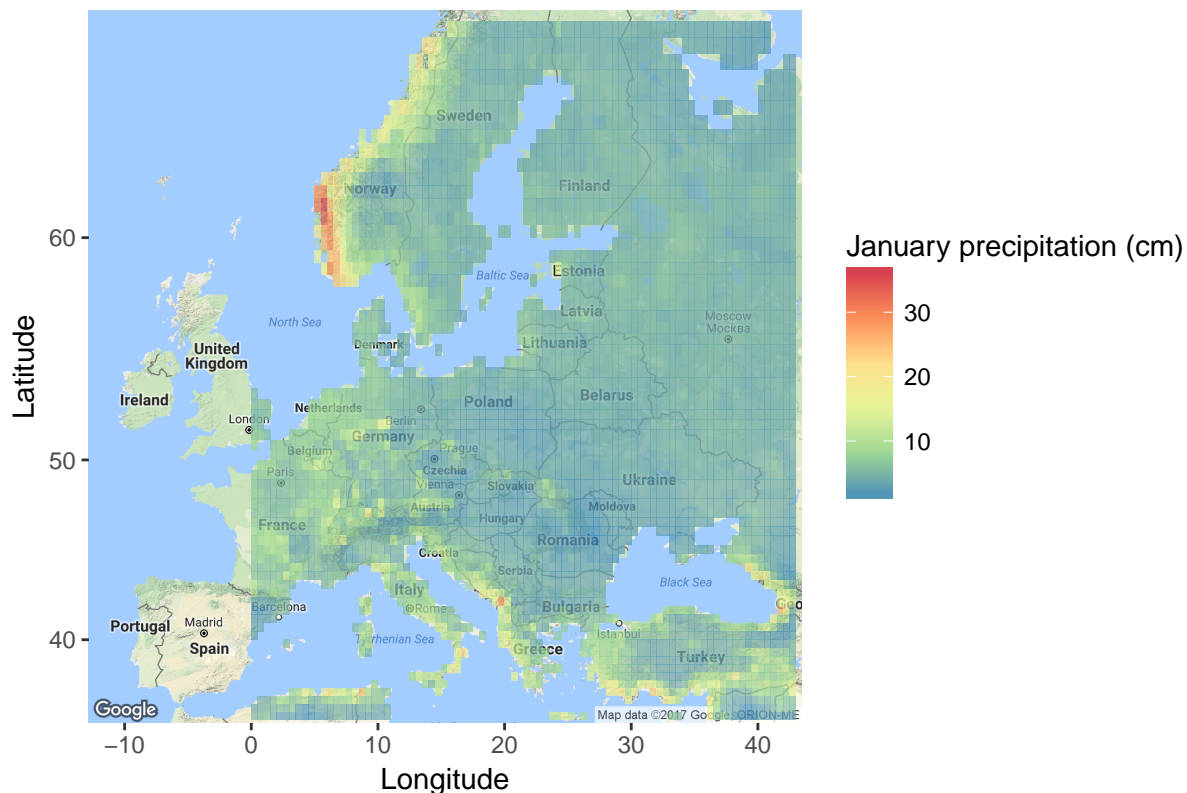 Sweden
Norway
Finland
60
Baltic Sea
Estonia
North Sea
Latvia
Moscow
Москва
Denmark
Lithuania
United
Kingdom
Ireland
Belarus
Netherlands
Poland
London
Berlin
Germany
Belgium
Prague
50
Paris
Czechia
Ukraine
Vienna
Slovakia
Austria
Moldova
France
Hungary
Romania
Croatia
Serbia
Black Sea
Italy
Barcelona
Rome
Bulgaria
Portugal
Madrid
Istanbul
40
Tyrrhenian Sea
Spain
Greece
Turkey
Google
Map data ©2017 Google, ORION-ME
−10
0
10
20
30
40
Longitude
Latitude
January precipitation (cm)
30
20
10